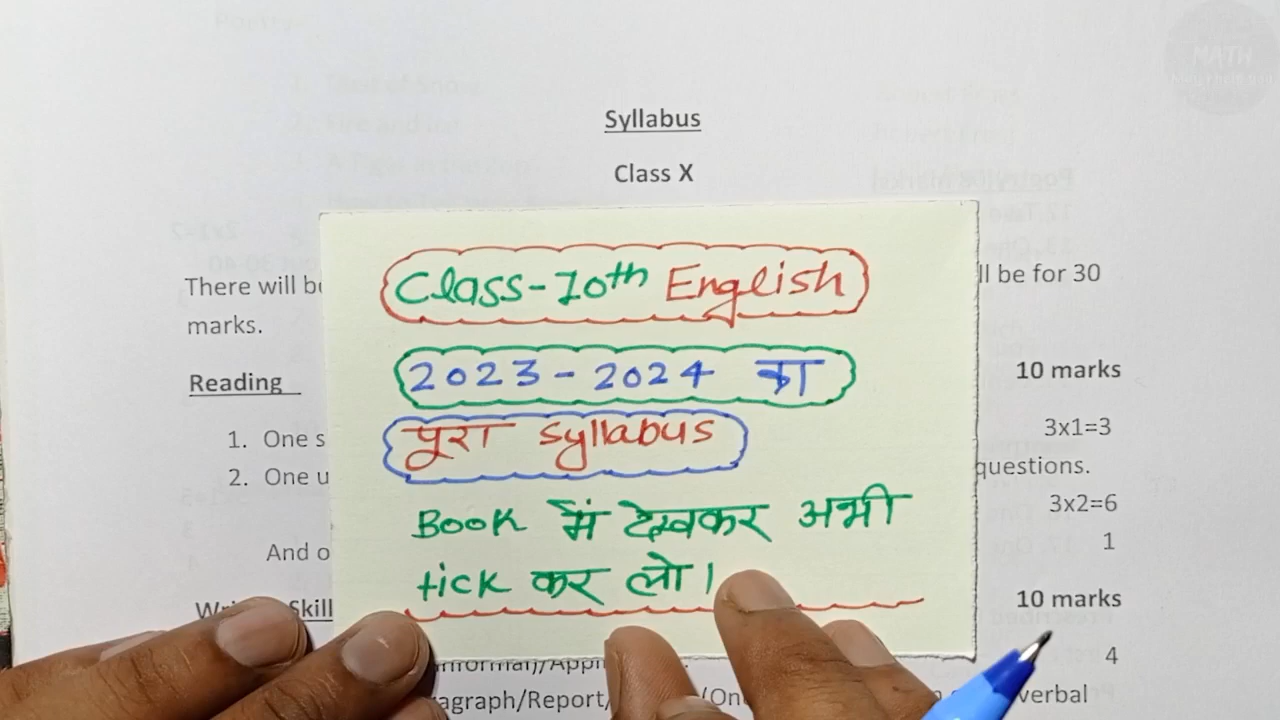 MATH
Syllabus
Class X
Class-10th English
There will be ll be for 30
marks.
2023-2024 का
Reading 10 marks
पूरा syllabus
1. One s 3x1=3
2. One u questions.
3x2=6
Book में देखकर अभी
And o 1
tick कर लो।
Skill 10 marks
4
/Report/ (On verbal